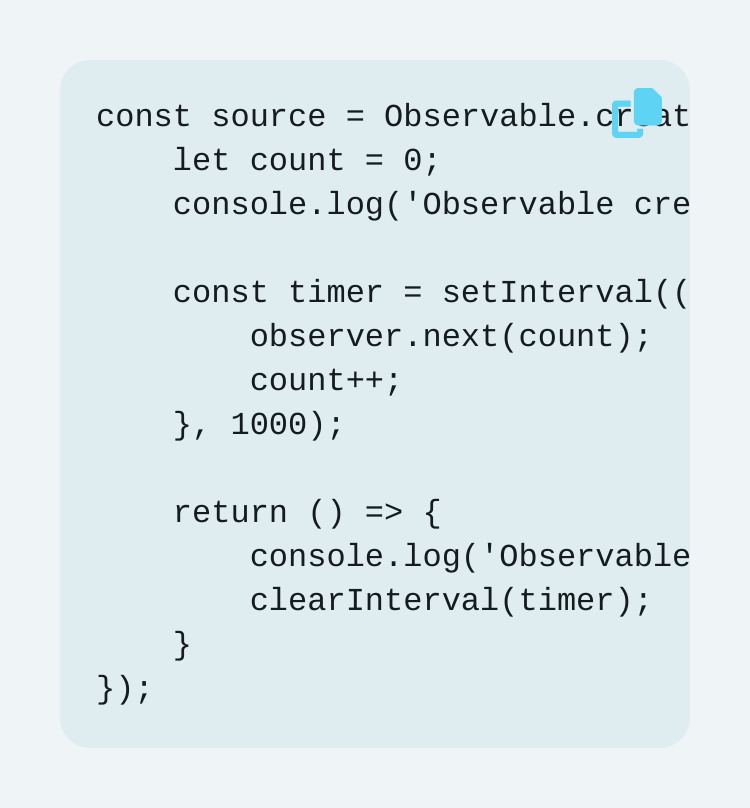 const source = Observable.creat
    let count = 0;
    console.log('Observable cre

    const timer = setInterval((
        observer.next(count);
        count++;
    }, 1000);

    return () => {
        console.log('Observable
        clearInterval(timer);
    }
});